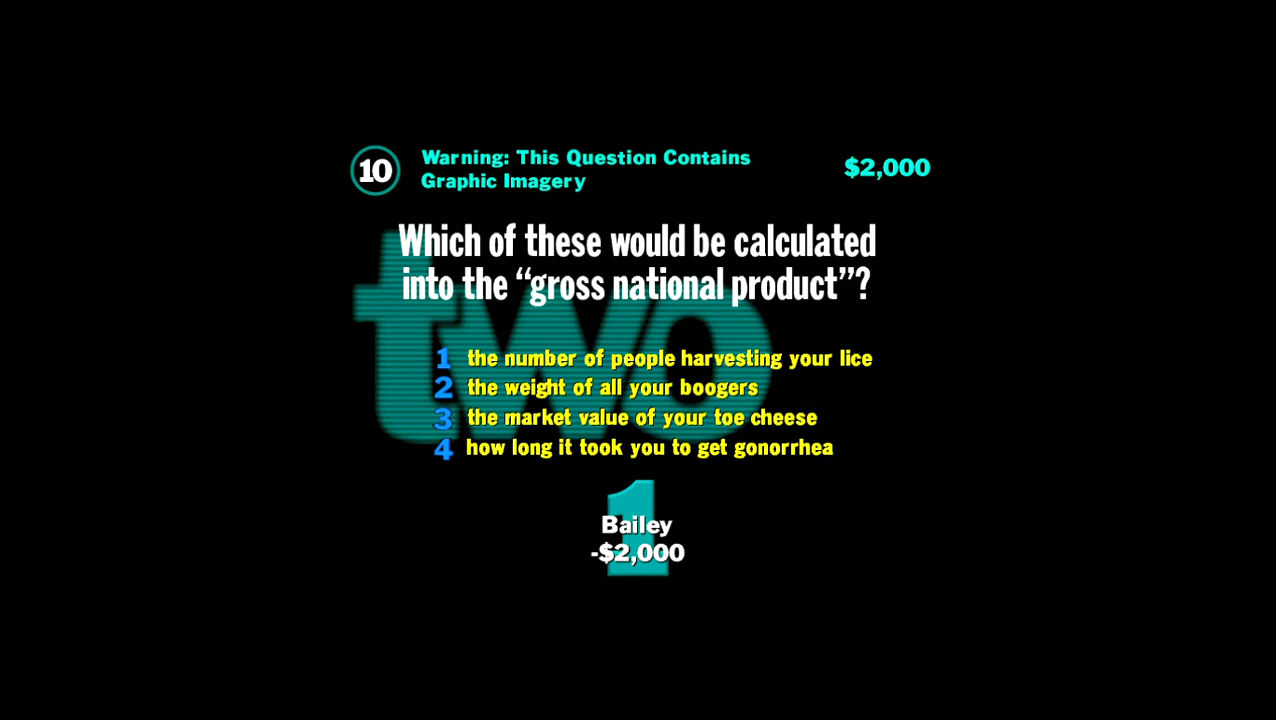 10
Warning: This Question Contains
Graphic Imagery
$2,000
two
Which of these would be calculated
into the “gross national product”?
1 the number of people harvesting your lice
2 the weight of all your boogers
3 the market value of your toe cheese
4 how long it took you to get gonorrhea
1
Bailey
-$2,000